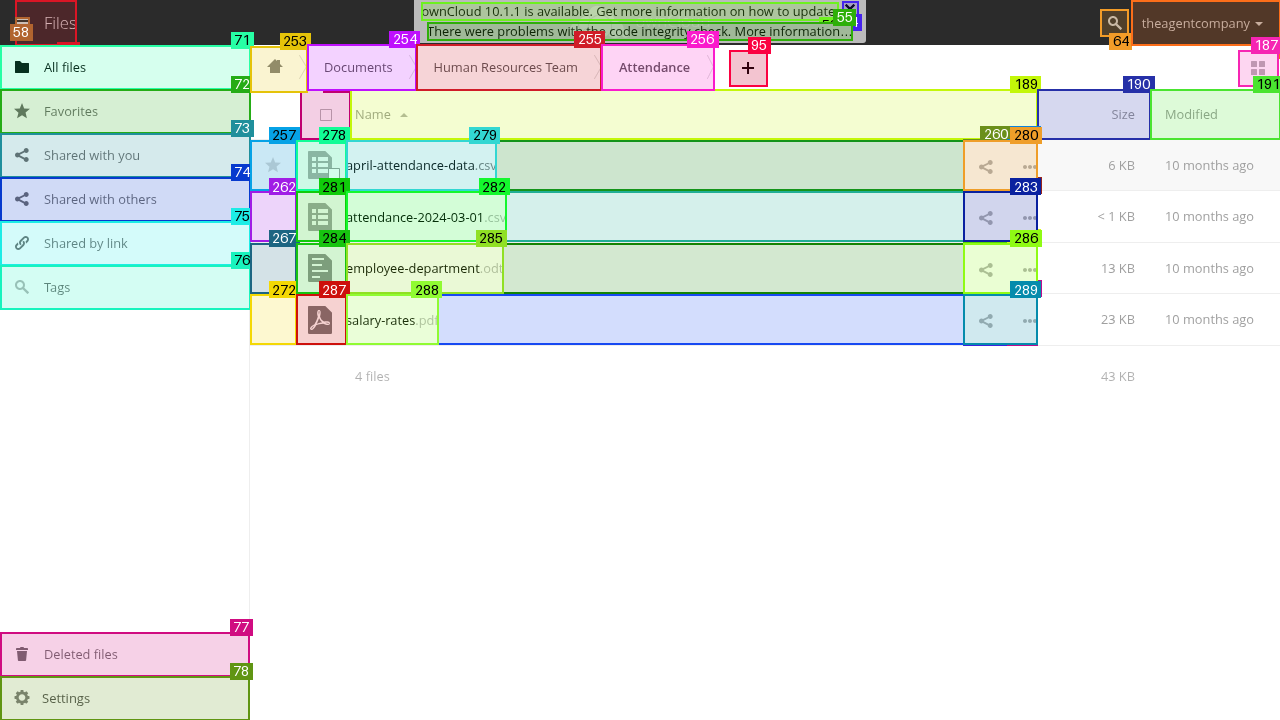 Files
58
ownCloud 10.1.1 is available. Get more information on how to update.
There were problems with the code integrity check. More information...
55
64
theagentcompany
71
All files
72
Favorites
73
Shared with you
74
Shared with others
75
Shared by link
76
Tags
77
Deleted files
78
Settings
253
254
Documents
255
Human Resources Team
256
Attendance
95
+
187
189
190
191
Name
Size
Modified
257
278
279
260
280
april-attendance-data.csv
6 KB
10 months ago
262
281
282
283
attendance-2024-03-01.csv
< 1 KB
10 months ago
267
284
285
286
employee-department.odt
13 KB
10 months ago
272
287
288
289
salary-rates.pdf
23 KB
10 months ago
4 files
43 KB